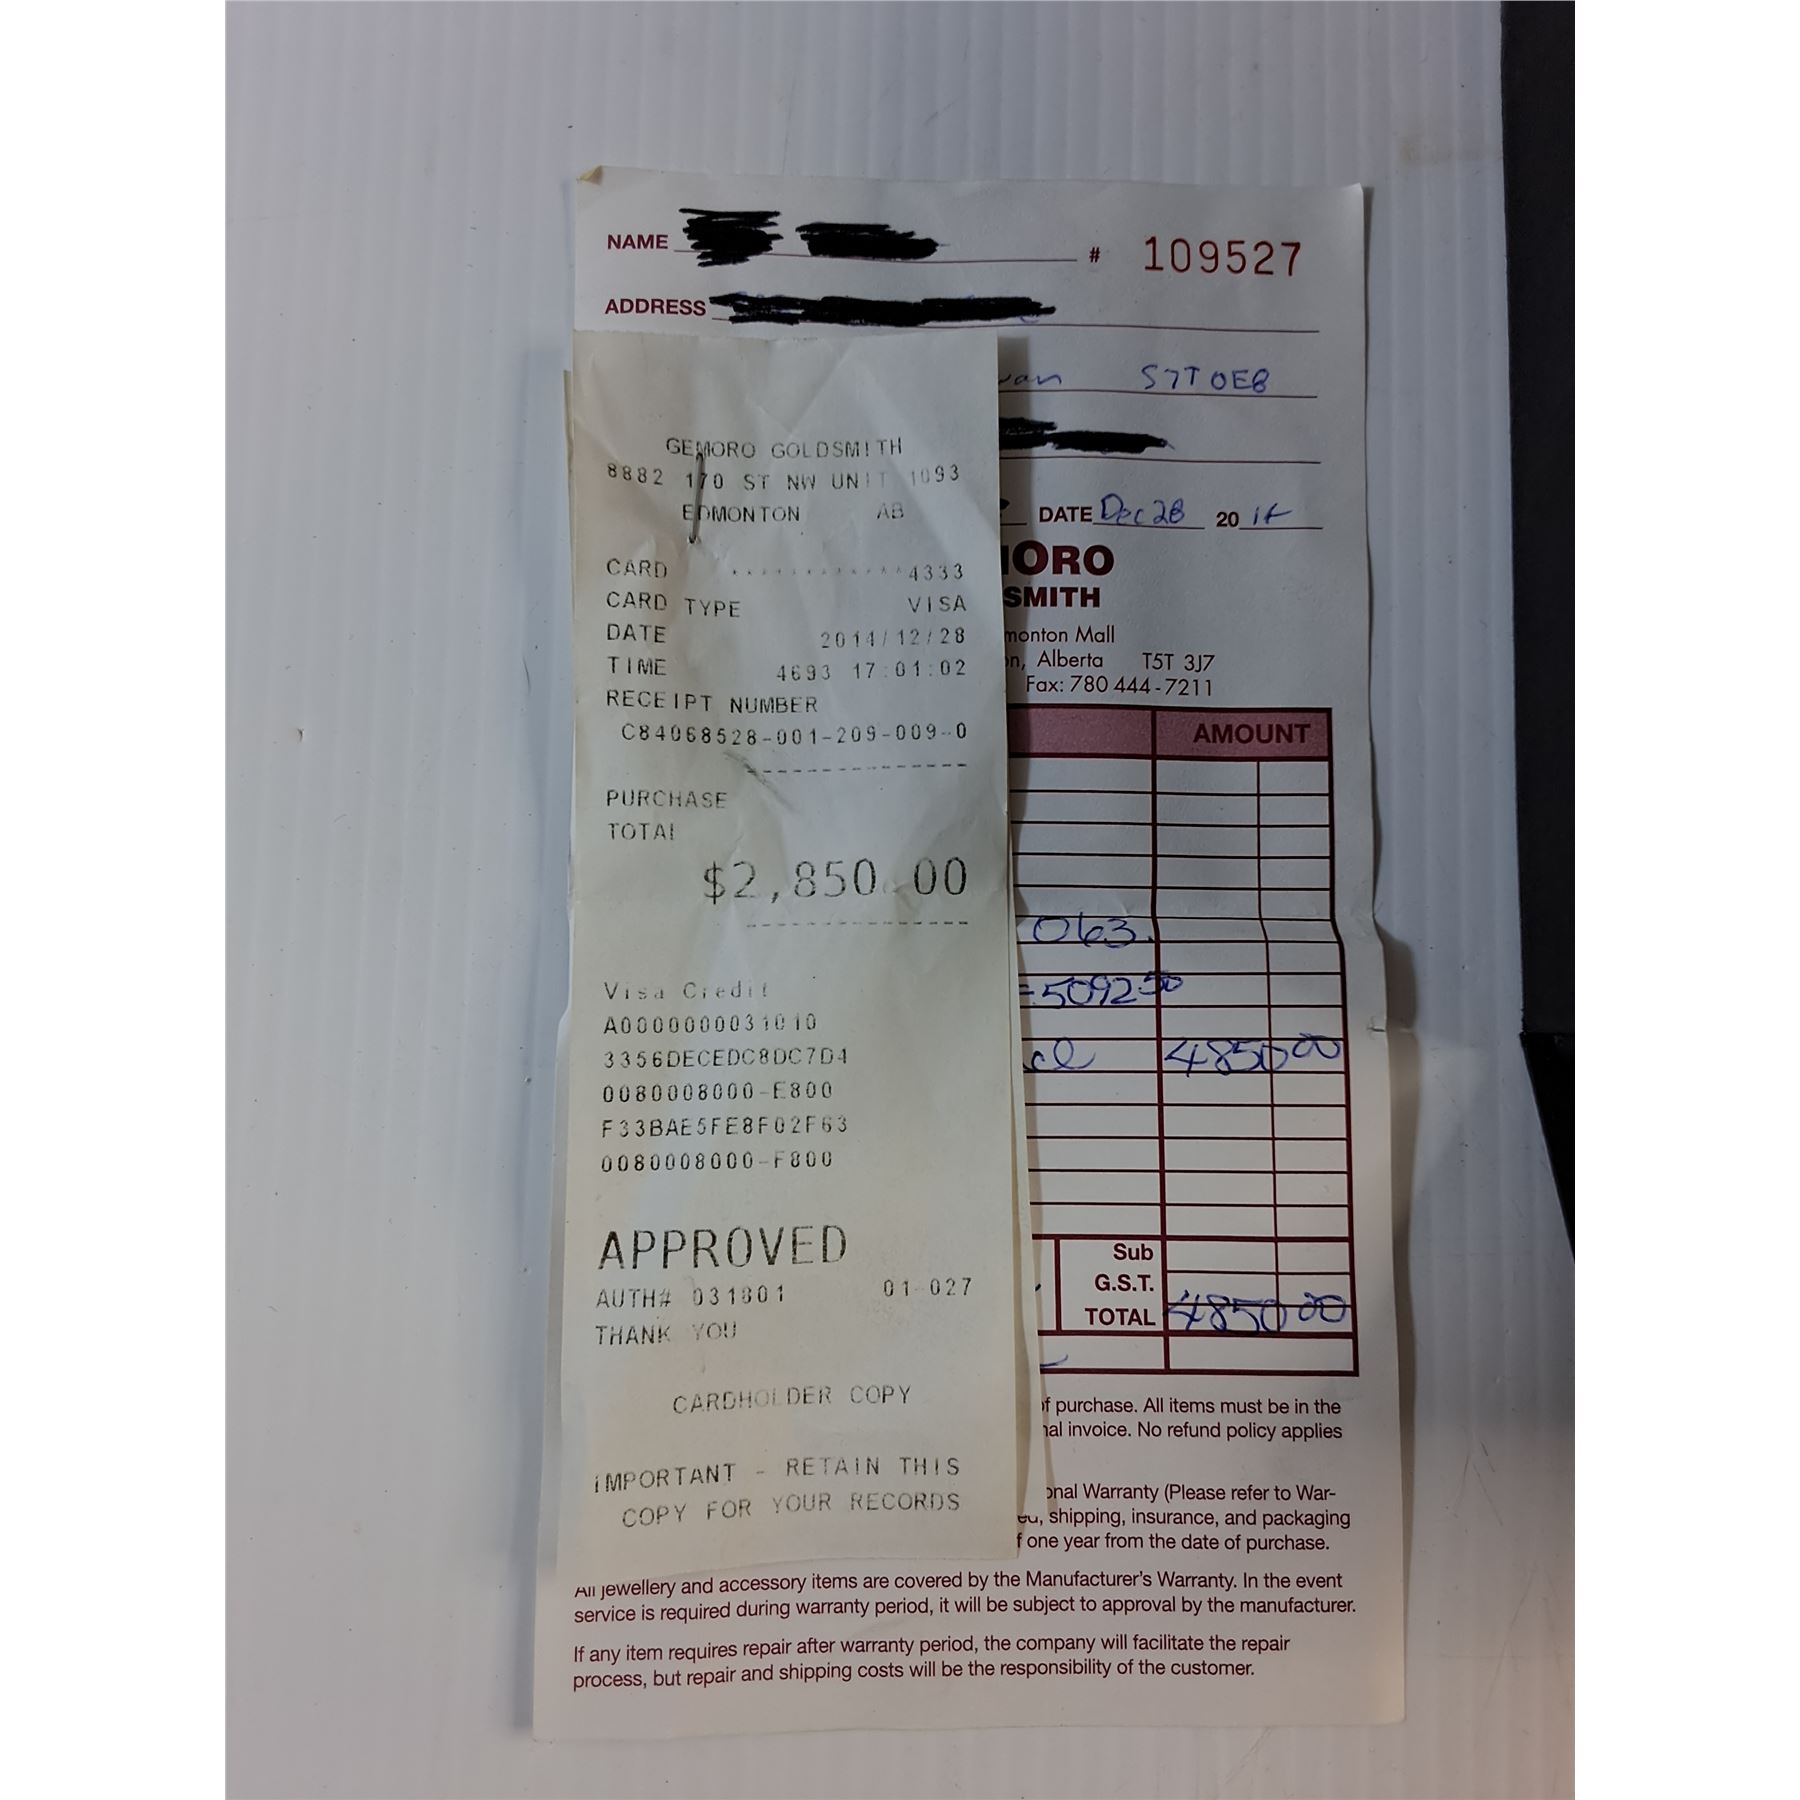 NAME # 109527
ADDRESS
S7T 0E8
DATE Dec 28 20 14
ORO
SMITH
monton Mall
n, Alberta T5T 3J7
Fax: 780 444-7211
AMOUNT
063
=5092.50
4850 00
Sub
G.S.T.
TOTAL 4850 00
of purchase. All items must be in the
nal invoice. No refund policy applies
onal Warranty (Please refer to War-
ed, shipping, insurance, and packaging
f one year from the date of purchase.
All jewellery and accessory items are covered by the Manufacturer's Warranty. In the event
service is required during warranty period, it will be subject to approval by the manufacturer.
If any item requires repair after warranty period, the company will facilitate the repair
process, but repair and shipping costs will be the responsibility of the customer.
GEMORO GOLDSMITH
8882 170 ST NW UNIT 1093
EDMONTON AB
CARD ************4333
CARD TYPE VISA
DATE 2014/12/28
TIME 4693 17:01:02
RECEIPT NUMBER
C84068528-001-209-009-0
PURCHASE
TOTAL
$2,850.00
Visa Credit
A0000000031010
3356DECEDC8DC7D4
0080008000-E800
F33BAE5FE8F02F63
0080008000-F800
APPROVED
AUTH# 031801 01-027
THANK YOU
CARDHOLDER COPY
IMPORTANT - RETAIN THIS
COPY FOR YOUR RECORDS